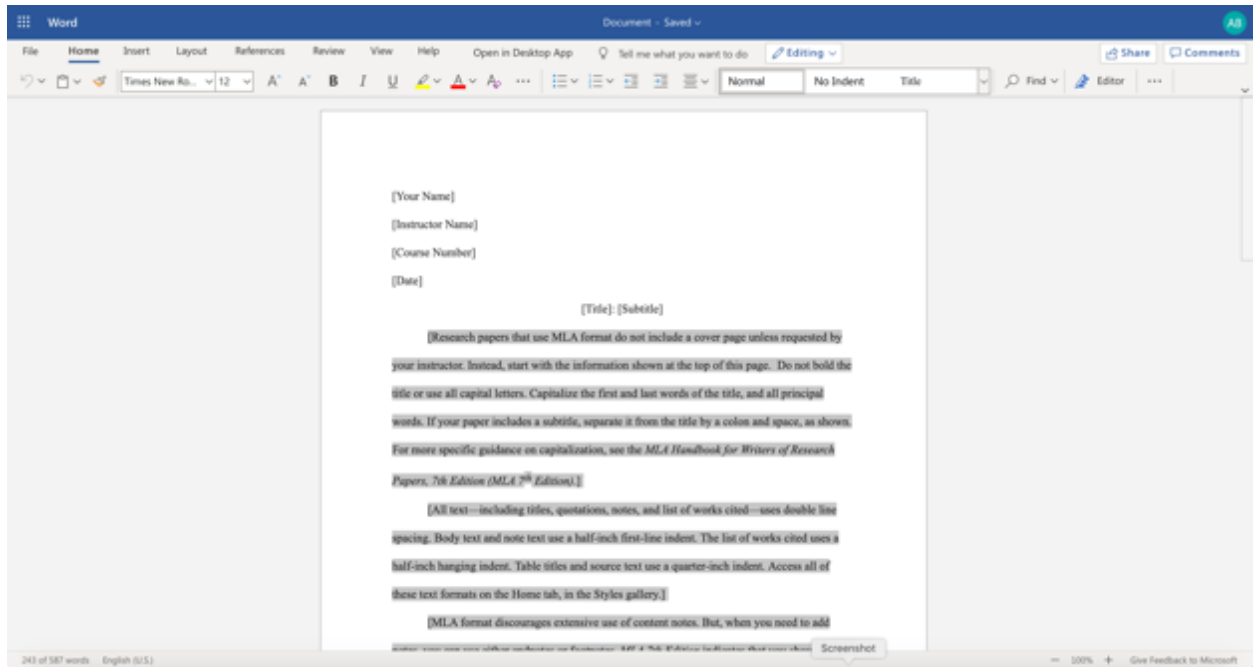 Word
Document - Saved
AB
File Home Insert Layout References Review View Help Open in Desktop App Tell me what you want to do Editing Share Comments
Times New Ro... 12 A A B I U A A ... Normal No Indent Title Find Editor ...
[Your Name]
[Instructor Name]
[Course Number]
[Date]
[Title]: [Subtitle]
[Research papers that use MLA format do not include a cover page unless requested by
your instructor. Instead, start with the information shown at the top of this page.  Do not bold the
title or use all capital letters. Capitalize the first and last words of the title, and all principal
words. If your paper includes a subtitle, separate it from the title by a colon and space, as shown.
For more specific guidance on capitalization, see the MLA Handbook for Writers of Research
Papers, 7th Edition (MLA 7th Edition).]
[All text—including titles, quotations, notes, and list of works cited—uses double line
spacing. Body text and note text use a half-inch first-line indent. The list of works cited uses a
half-inch hanging indent. Table titles and source text use a quarter-inch indent. Access all of
these text formats on the Home tab, in the Styles gallery.]
[MLA format discourages extensive use of content notes. But, when you need to add
Screenshot
243 of 587 words English (U.S.) 100% Give Feedback to Microsoft